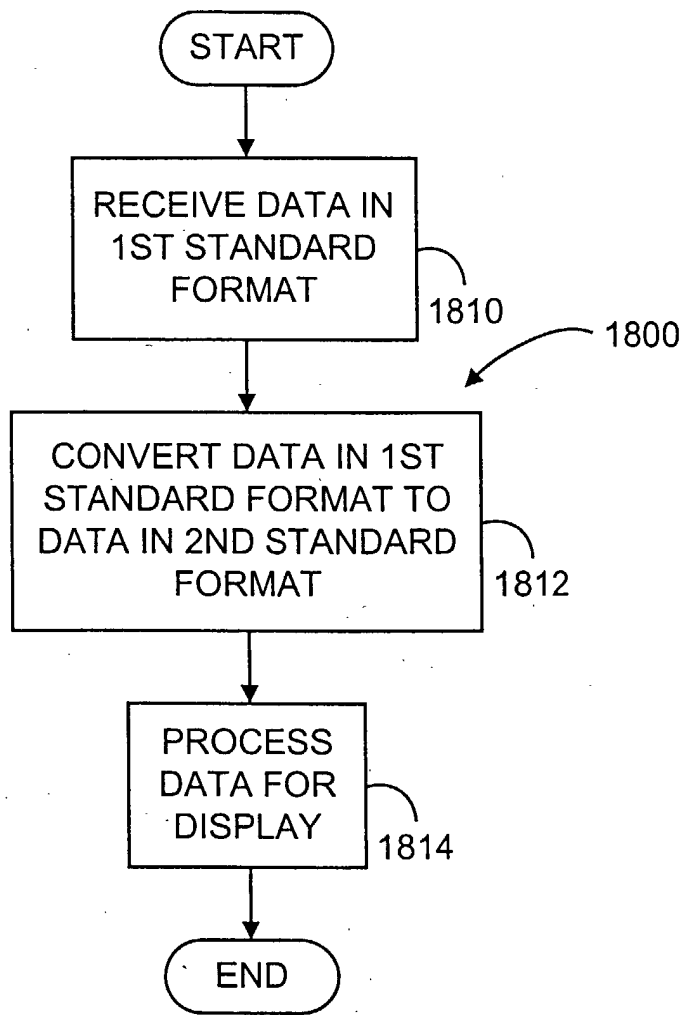 START
RECEIVE DATA IN
1ST STANDARD
FORMAT
1810
1800
CONVERT DATA IN 1ST
STANDARD FORMAT TO
DATA IN 2ND STANDARD
FORMAT
1812
PROCESS
DATA FOR
DISPLAY
1814
END